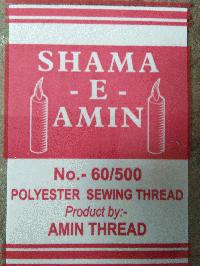 SHAMA
- E -
AMIN
No.- 60/500
POLYESTER SEWING THREAD
Product by:-
AMIN THREAD